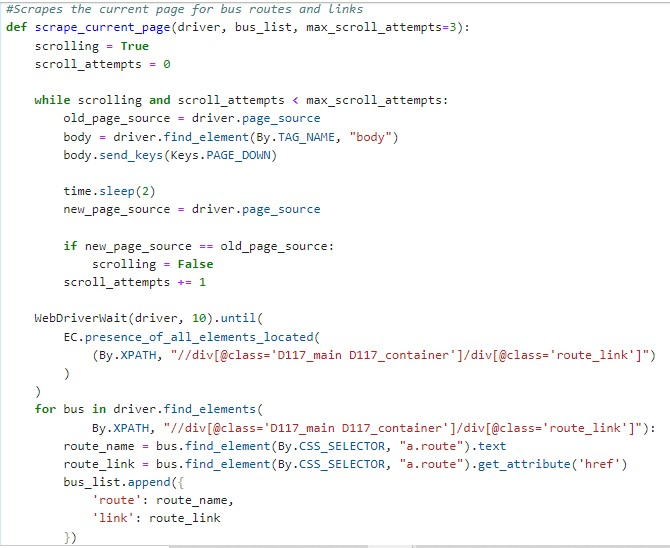 #Scrapes the current page for bus routes and links
def scrape_current_page(driver, bus_list, max_scroll_attempts=3):
    scrolling = True
    scroll_attempts = 0

    while scrolling and scroll_attempts < max_scroll_attempts:
        old_page_source = driver.page_source
        body = driver.find_element(By.TAG_NAME, "body")
        body.send_keys(Keys.PAGE_DOWN)

        time.sleep(2)
        new_page_source = driver.page_source

        if new_page_source == old_page_source:
            scrolling = False
        scroll_attempts += 1

    WebDriverWait(driver, 10).until(
        EC.presence_of_all_elements_located(
            (By.XPATH, "//div[@class='D117_main D117_container']/div[@class='route_link']")
        )
    )
    for bus in driver.find_elements(
            By.XPATH, "//div[@class='D117_main D117_container']/div[@class='route_link']"):
        route_name = bus.find_element(By.CSS_SELECTOR, "a.route").text
        route_link = bus.find_element(By.CSS_SELECTOR, "a.route").get_attribute('href')
        bus_list.append({
            'route': route_name,
            'link': route_link
        })